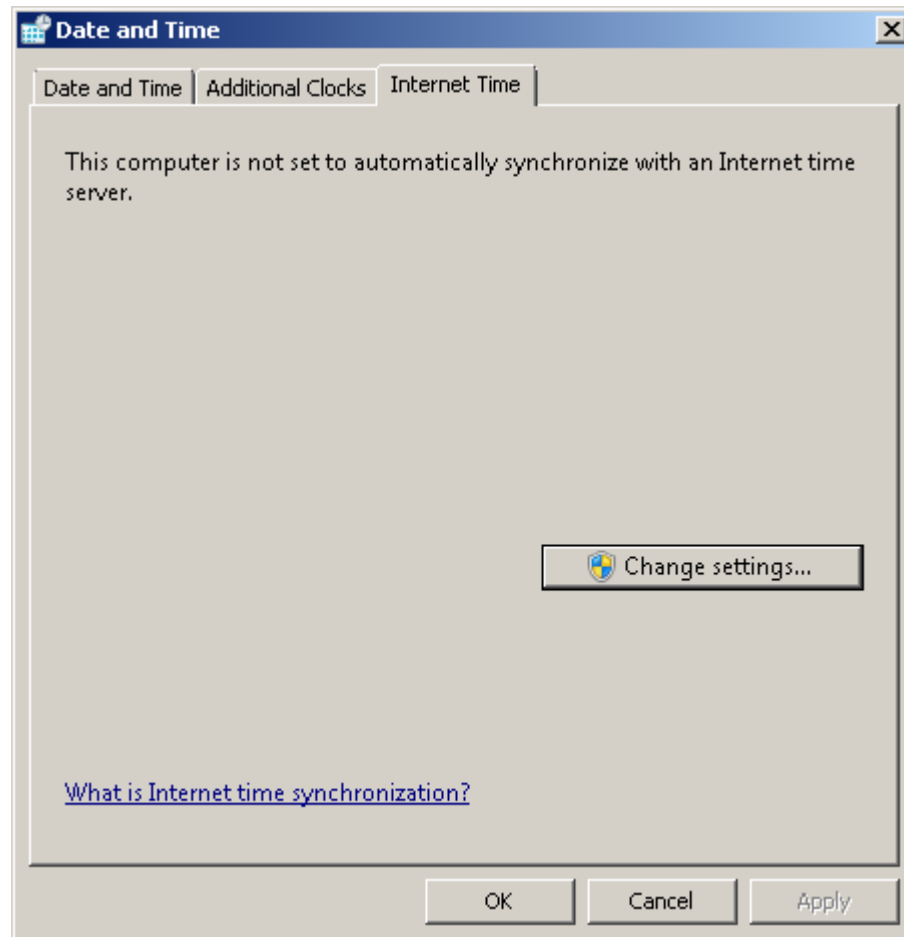 Date and Time
Date and Time
Additional Clocks
Internet Time
This computer is not set to automatically synchronize with an Internet time
server.
Change settings...
What is Internet time synchronization?
OK
Cancel
Apply